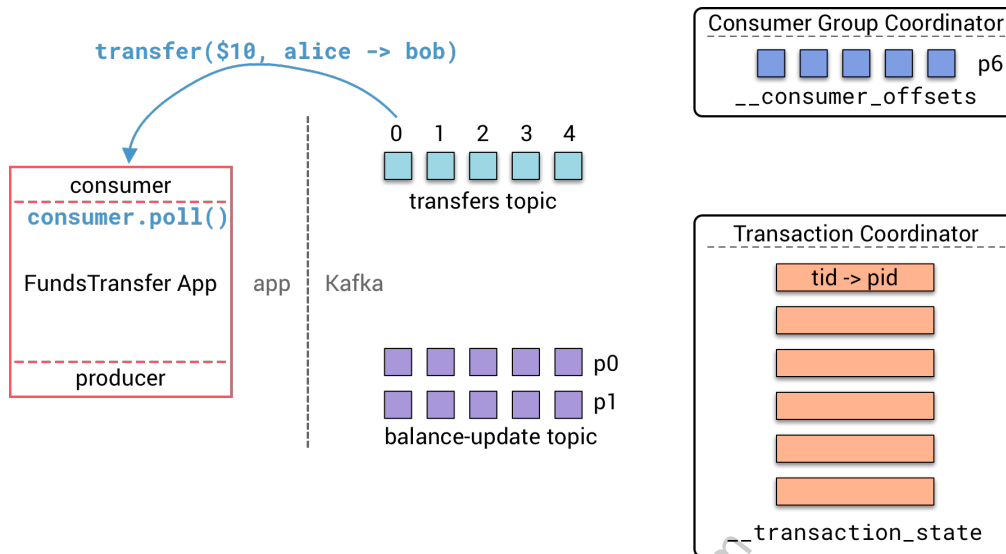 transfer($10, alice -> bob)
0 1 2 3 4
transfers topic
consumer
consumer.poll()
FundsTransfer App
producer
app
Kafka
p0
p1
balance-update topic
Consumer Group Coordinator
p6
__consumer_offsets
Transaction Coordinator
tid -> pid
__transaction_state